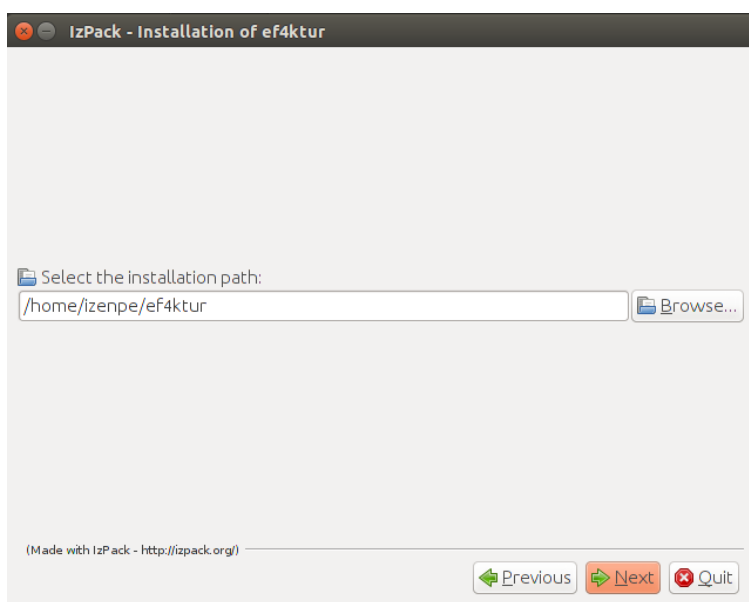 IzPack - Installation of ef4ktur
Select the installation path:
/home/izenpe/ef4ktur
Browse...
(Made with IzPack - http://izpack.org/)
Previous Next Quit